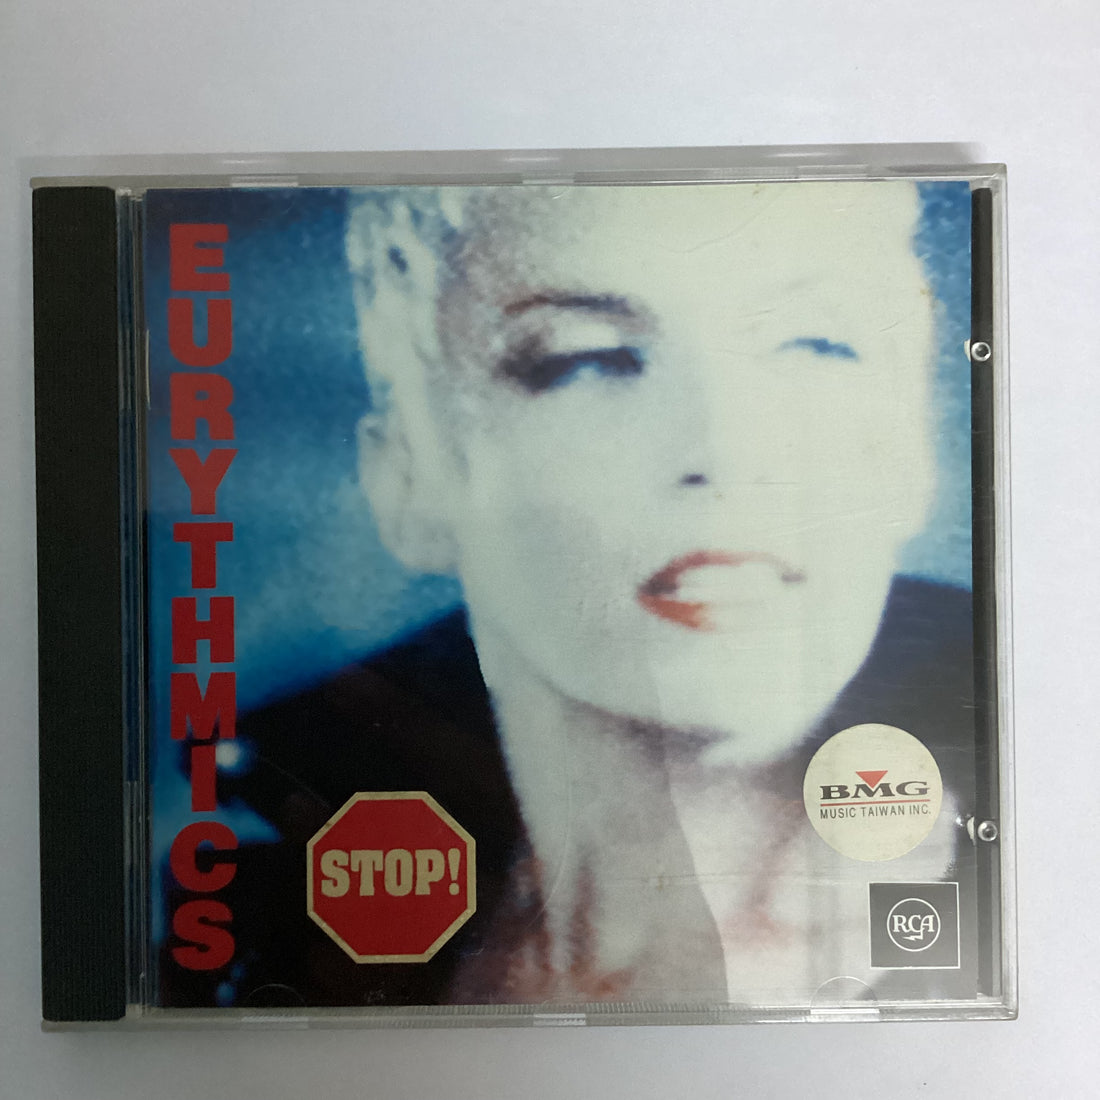 EURYTHMICS
STOP!
BMG
MUSIC TAIWAN INC.
RCA